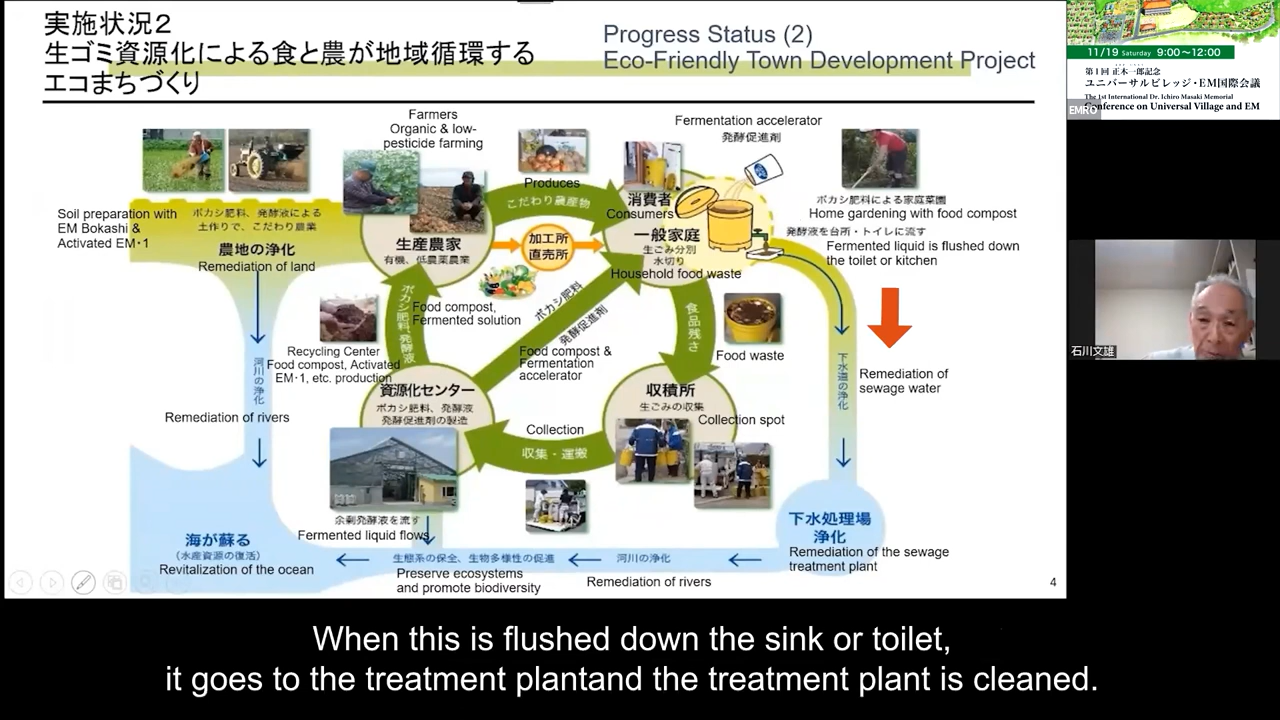 実施状況2
生ゴミ資源化による食と農が地域循環する
エコまちづくり
Progress Status (2)
Eco-Friendly Town Development Project
11/19 Saturday 9:00～12:00
第1回 正木一郎記念
ユニバーサルビレッジ・EM国際会議
The 1st International Dr. Ichiro Masaki Memorial
Conference on Universal Village and EM
EMRO
Farmers
Organic & low-
pesticide farming
Produces
こだわり農産物
Fermentation accelerator
発酵促進剤
消費者
Consumers
一般家庭
生ごみ分別
水切り
Household food waste
ボカシ肥料による家庭菜園
Home gardening with food compost
発酵液を台所・トイレに流す
Fermented liquid is flushed down
the toilet or kitchen
Soil preparation with
EM Bokashi &
Activated EM・1
ボカシ肥料、発酵液による
土作りで、こだわり農業
農地の浄化
Remediation of land
生産農家
有機、低農薬農業
加工所
直売所
ボカシ肥料、発酵液
Food compost,
Fermented solution
ボカシ肥料
発酵促進剤
Food compost &
Fermentation
accelerator
食品残さ
Food waste
下水道の浄化
Remediation of
sewage water
河川の浄化
Remediation of rivers
Recycling Center
Food compost, Activated
EM・1, etc. production
資源化センター
ボカシ肥料、発酵液
発酵促進剤の製造
収積所
生ごみの収集
Collection spot
Collection
収集・運搬
余剰発酵液を流す
Fermented liquid flows
海が蘇る
（水産資源の復活）
Revitalization of the ocean
生態系の保全、生物多様性の促進
Preserve ecosystems
and promote biodiversity
河川の浄化
Remediation of rivers
下水処理場
浄化
Remediation of the sewage
treatment plant
4
石川文雄
When this is flushed down the sink or toilet,
it goes to the treatment plantand the treatment plant is cleaned.